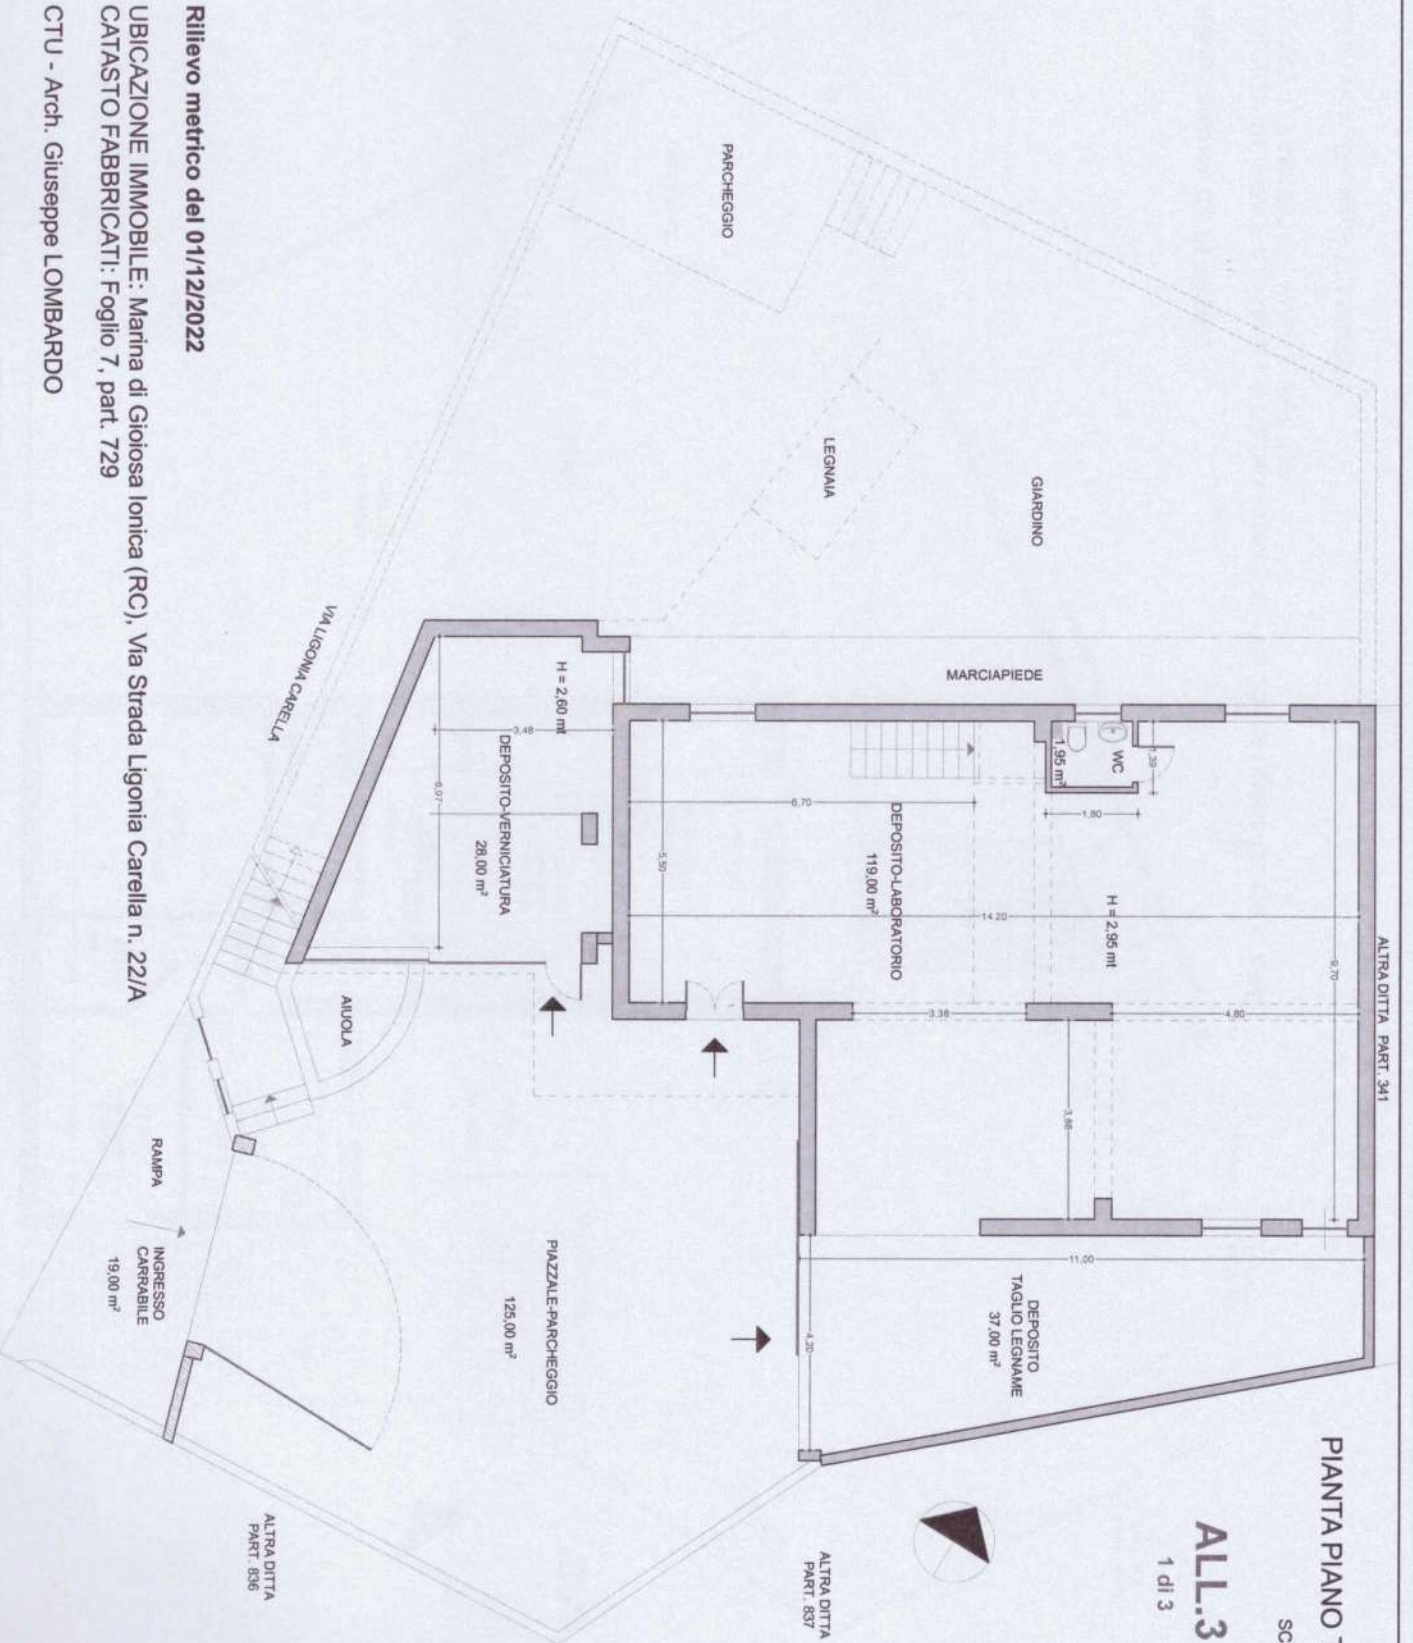 PIANTA PIANO
ALL.3
1 di 3
ALTRA DITTA PART. 341
9,70
4,80
11,00
H = 2,95 mt
GIARDINO
MARCIAPIEDE
WC
1,95 m²
1,39
1,80
DEPOSITO-LABORATORIO
119,00 m²
6,70
14,20
3,38
3,88
5,50
DEPOSITO
TAGLIO LEGNAME
37,00 m²
4,20
ALTRA DITTA
PART. 837
LEGNAIA
PARCHEGGIO
H = 2,60 mt
3,48
DEPOSITO-VERNICIATURA
28,00 m²
6,07
PIAZZALE-PARCHEGGIO
125,00 m²
AIUOLA
VIA LIGONIA CARELLA
RAMPA
INGRESSO
CARRABILE
19,00 m²
ALTRA DITTA
PART. 836
Rilievo metrico del 01/12/2022
UBICAZIONE IMMOBILE: Marina di Gioiosa Ionica (RC), Via Strada Ligonia Carella n. 22/A
CATASTO FABBRICATI: Foglio 7, part. 729
CTU - Arch. Giuseppe LOMBARDO